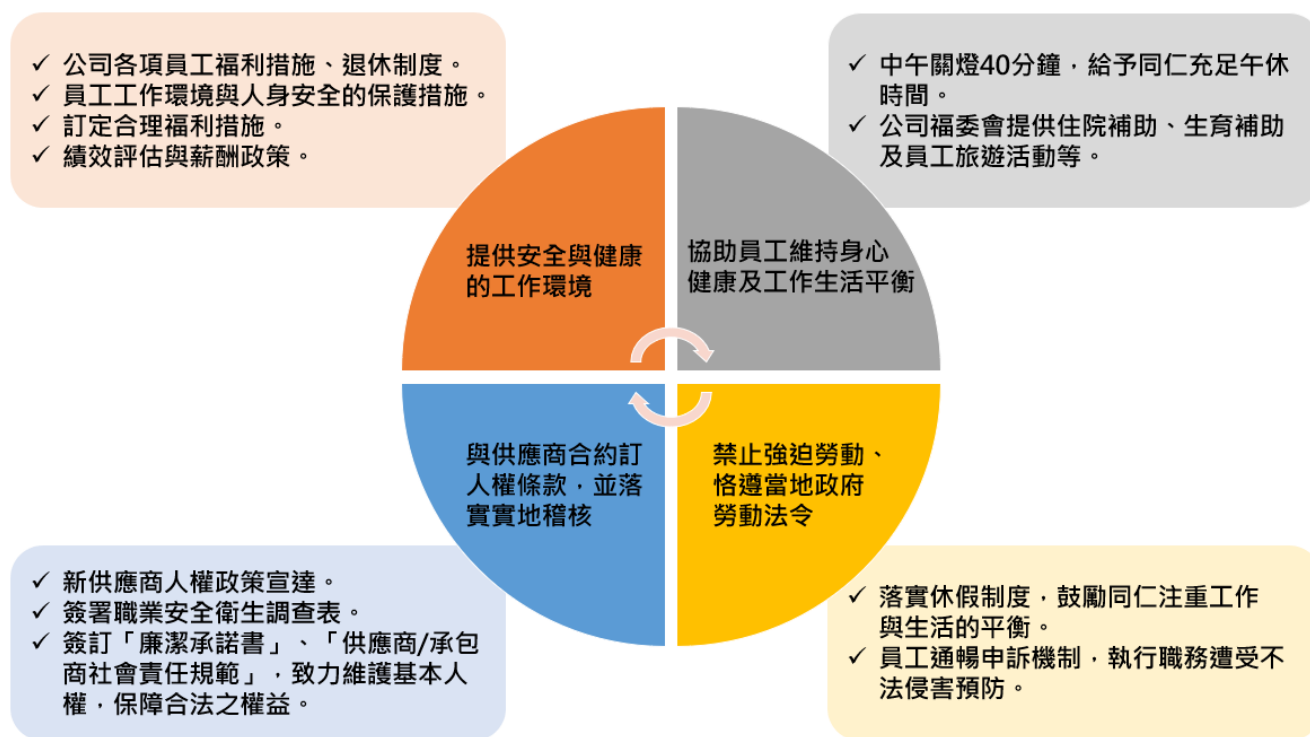 ✓ 公司各項員工福利措施、退休制度。
✓ 員工工作環境與人身安全的保護措施。
✓ 訂定合理福利措施。
✓ 績效評估與薪酬政策。
✓ 中午關燈40分鐘，給予同仁充足午休
時間。
✓ 公司福委會提供住院補助、生育補助
及員工旅遊活動等。
提供安全與健康
的工作環境
協助員工維持身心
健康及工作生活平衡
與供應商合約訂
人權條款，並落
實實地稽核
禁止強迫勞動、
恪遵當地政府
勞動法令
✓ 新供應商人權政策宣達。
✓ 簽署職業安全衛生調查表。
✓ 簽訂「廉潔承諾書」、「供應商/承包
商社會責任規範」，致力維護基本人
權，保障合法之權益。
✓ 落實休假制度，鼓勵同仁注重工作
與生活的平衡。
✓ 員工通暢申訴機制，執行職務遭受不
法侵害預防。